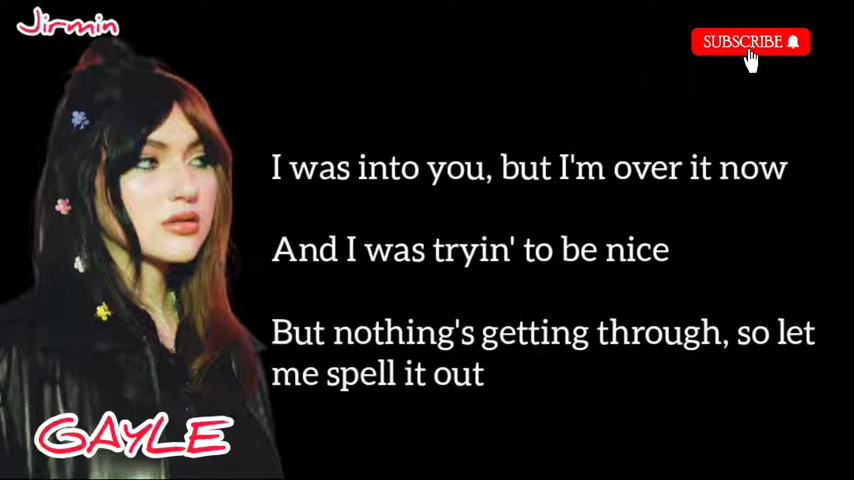 Jirmin
SUBSCRIBE
I was into you, but I'm over it now
And I was tryin' to be nice
But nothing's getting through, so let
me spell it out
GAYLE